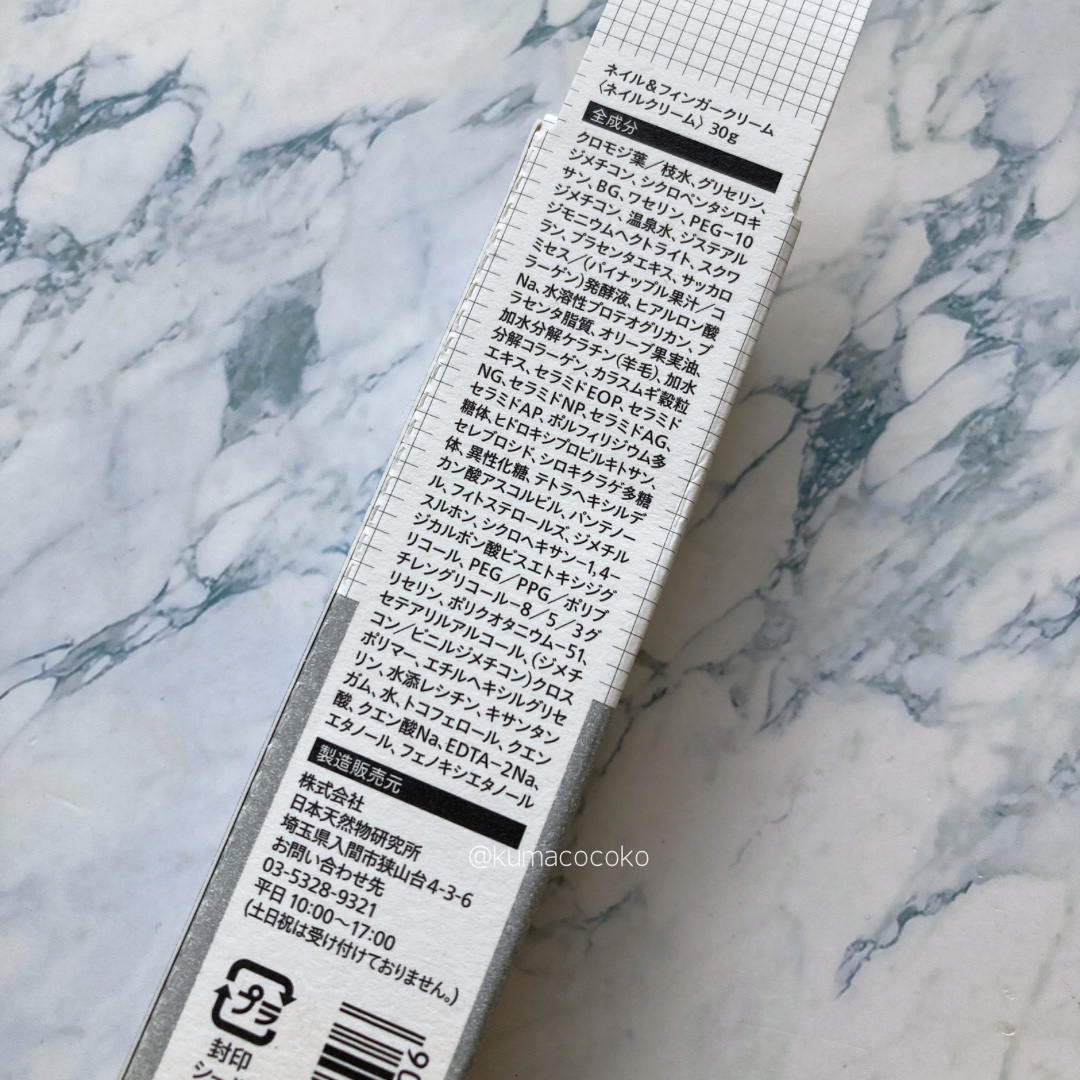 ネイル&フィンガークリーム
〈ネイルクリーム〉30g
全成分
クロモジ葉/枝水、グリセリン
ジメチコン、シクロペンタシロキ
サン、BG、ワセリン、PEG-10
ジメチコン、温泉水、ジステアル
ジモニウムヘクトライト、スクワ
ラン、プラセンタエキス、サッカロ
ミセス/(パイナップル果汁/コ
ラーゲン)発酵液、ヒアルロン酸
Na、水溶性プロテオグリカン、プ
ラセンタ脂質、オリーブ果実油、
加水分解ケラチン(羊毛)、加水
分解コラーゲン、カラスムギ穀粒
エキス、セラミドEOP、セラミド
NG、セラミドNP、セラミドAG、
セラミドAP、ポルフィリジウム多
糖体、ヒドロキシプロピルキトサン、
セレブロシド、シロキクラゲ多糖
体、異性化糖、テトラヘキシルデ
カン酸アスコルビル、パンテノー
ル、フィトステロールズ、ジメチル
スルホン、シクロヘキサン-1,4-
ジカルボン酸ビスエトキシジグ
リコール、PEG/PPG/ポリブ
チレングリコール-8/5/3グ
リセリン、ポリクオタニウム-51、
セテアリルアルコール、(ジメチ
コン/ビニルジメチコン)クロス
ポリマー、エチルヘキシルグリセ
リン、水添レシチン、キサンタン
ガム、水、トコフェロール、クエン
酸、クエン酸Na、EDTA-2Na、
エタノール、フェノキシエタノール
製造販売元
株式会社
日本天然物研究所
埼玉県入間市狭山台4-3-6
お問い合わせ先
03-5328-9321
平日 10:00～17:00
(土日祝は受け付けておりません。)
@kumacocoko
プラ
封印